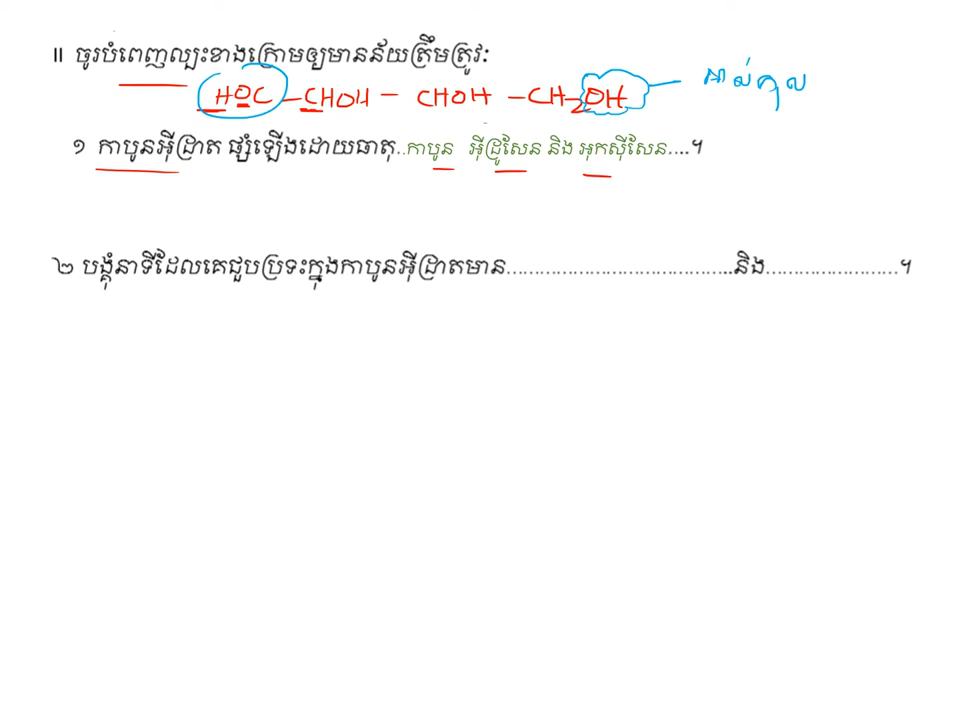 II ចូរបំពេញល្បះខាងក្រោមឲ្យមានន័យត្រឹមត្រូវៈ
HOC – CHOH – CHOH – CH2OH អាល់កុល
១ កាបូនអ៊ីដ្រាត ផ្សំឡើងដោយធាតុ..កាបូន អ៊ីដ្រូសែន និង អុកស៊ីសែន....។
២ បង្គុំនាទីដែលគេជួបប្រទះក្នុងកាបូនអ៊ីដ្រាតមាន..........................................និង........................។